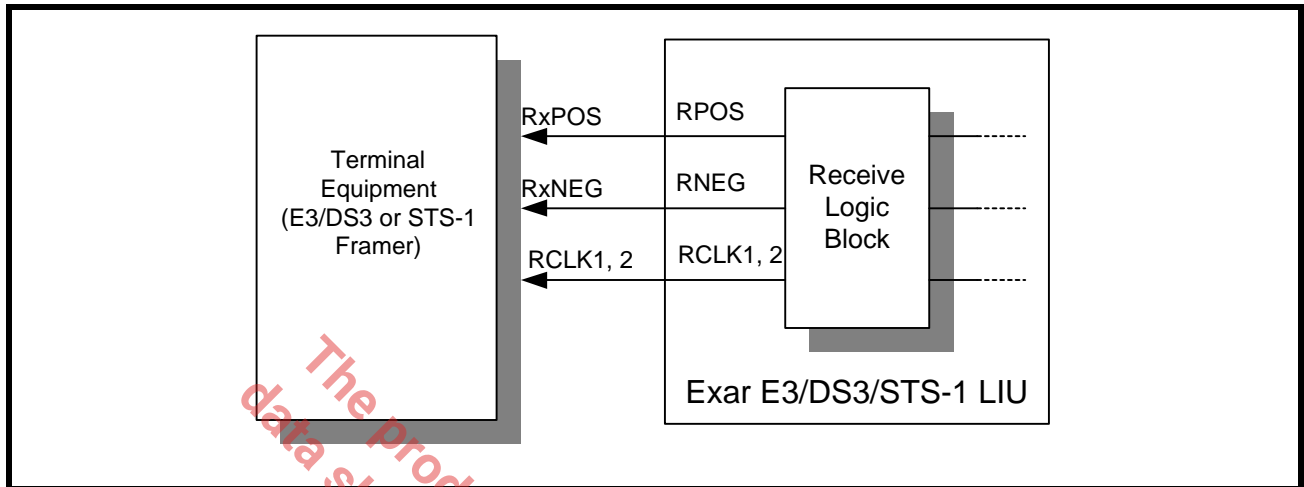 RxPOS
RPOS
Terminal
Equipment
(E3/DS3 or STS-1
Framer)
RxNEG
RNEG
Receive
Logic
Block
RCLK1, 2
RCLK1, 2
Exar E3/DS3/STS-1 LIU
The prod
data sh